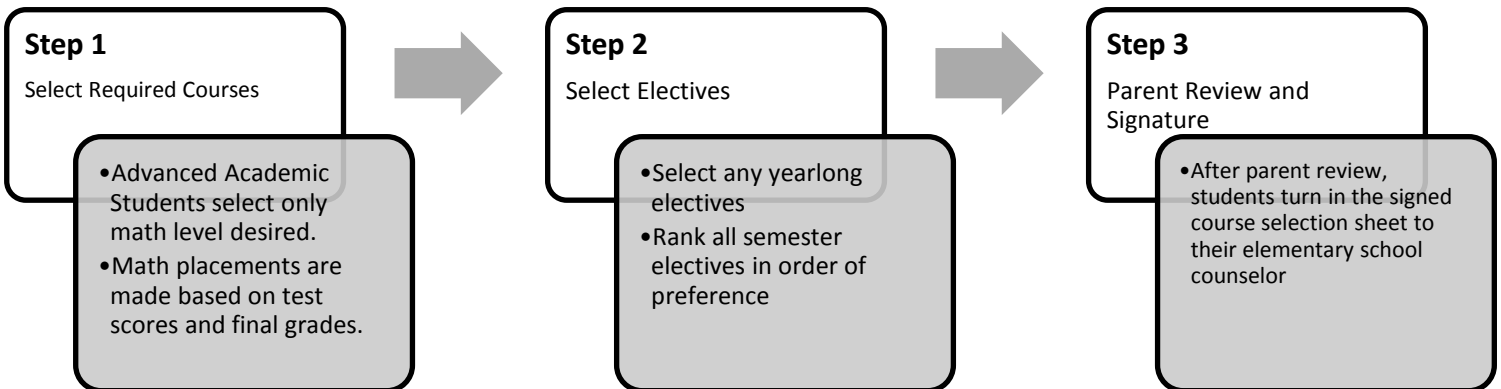 Step 1
Select Required Courses
•Advanced Academic
Students select only
math level desired.
•Math placements are
made based on test
scores and final grades.
Step 2
Select Electives
•Select any yearlong
electives
•Rank all semester
electives in order of
preference
Step 3
Parent Review and
Signature
•After parent review,
students turn in the signed
course selection sheet to
their elementary school
counselor